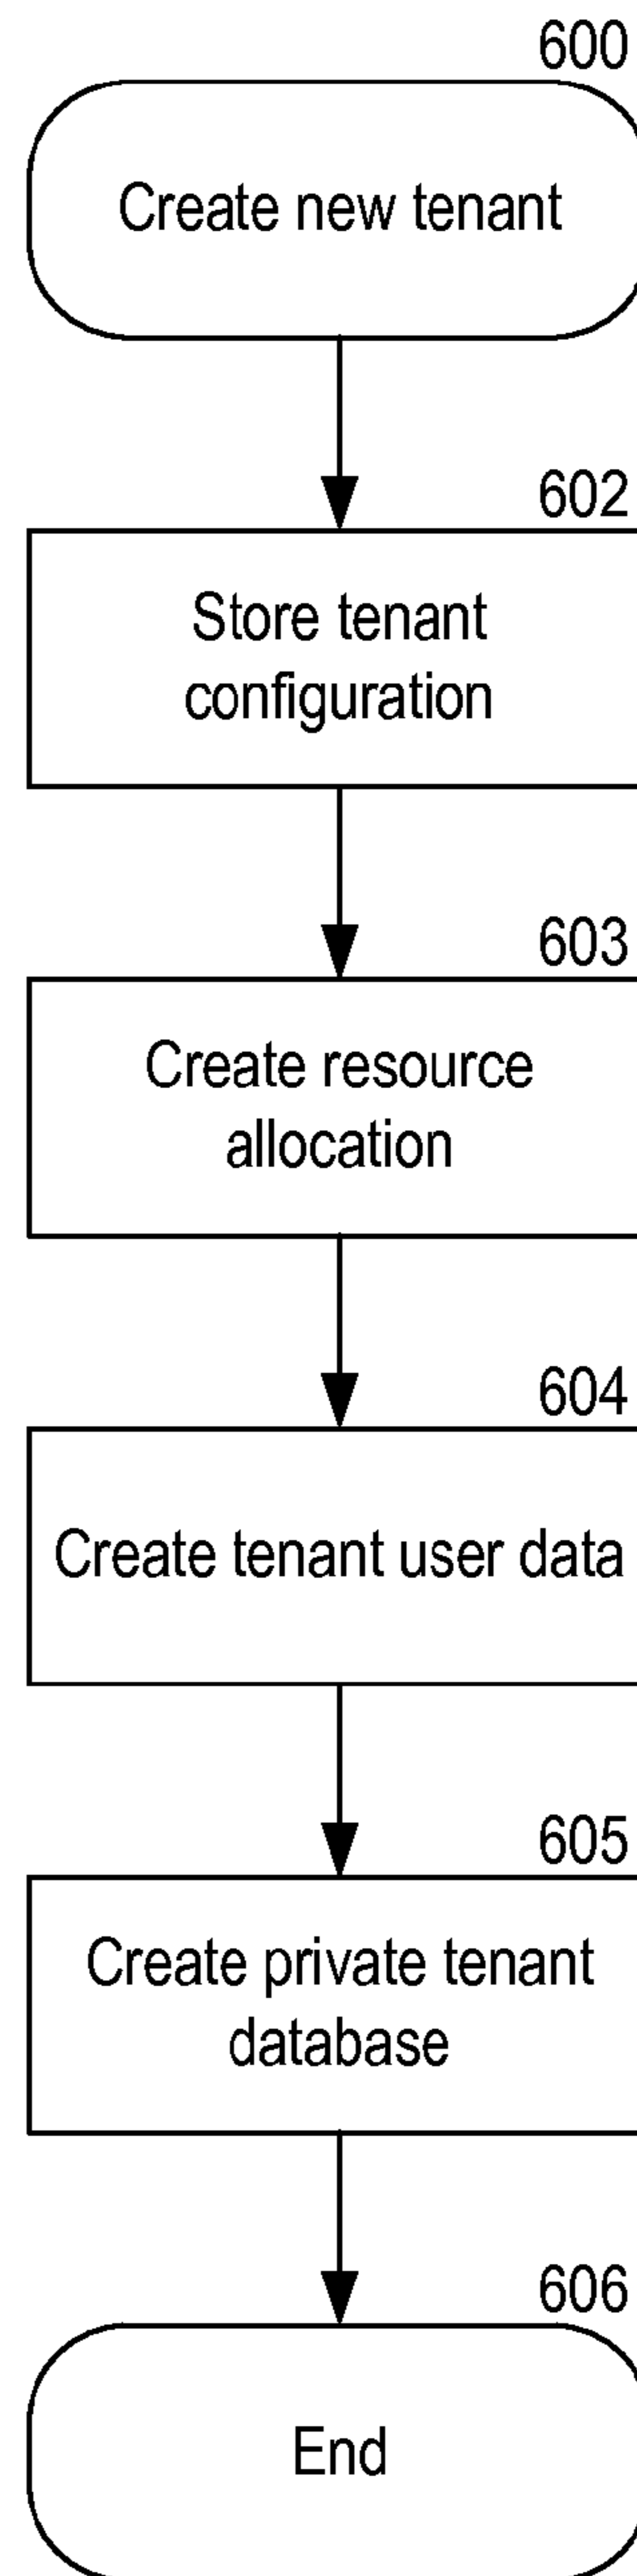 600
Create new tenant
602
Store tenant
configuration
603
Create resource
allocation
604
Create tenant user data
605
Create private tenant
database
606
End